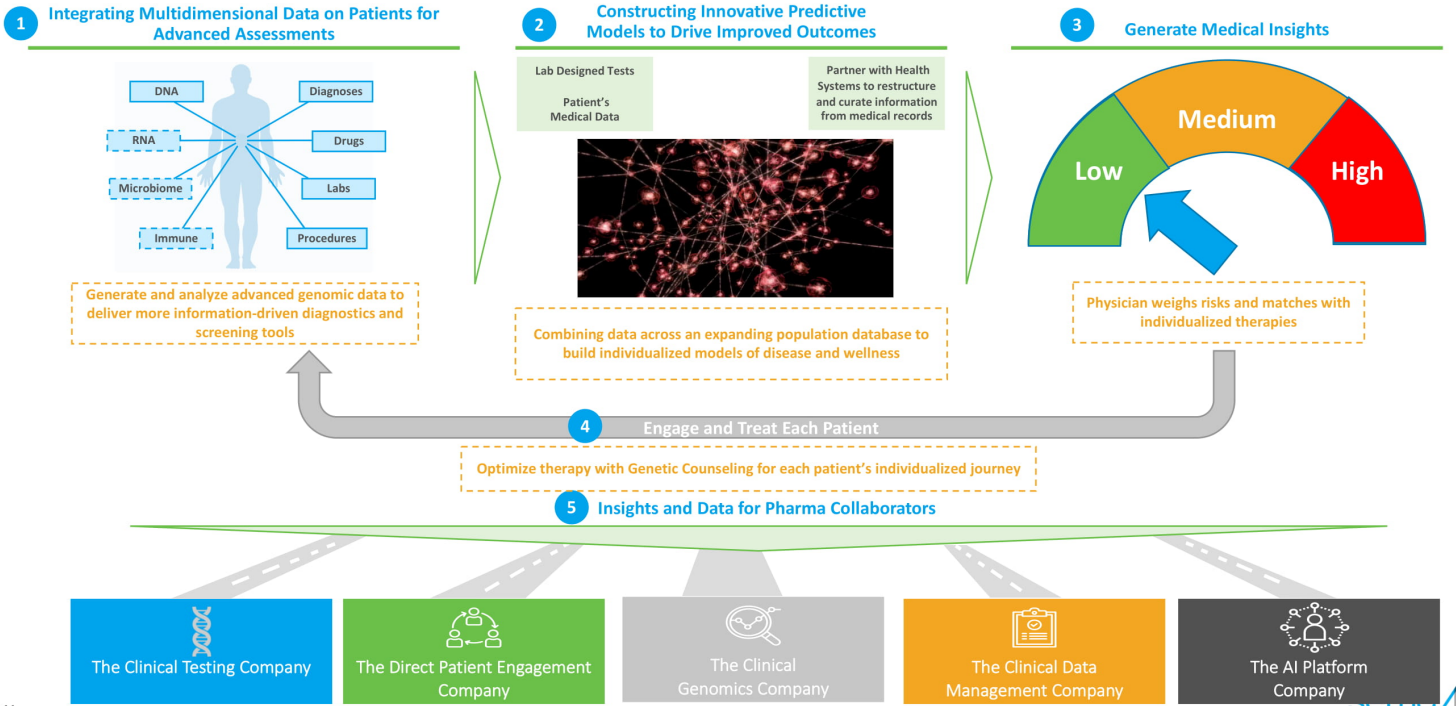 1
Integrating Multidimensional Data on Patients for
Advanced Assessments
DNA
RNA
Microbiome
Immune
Diagnoses
Drugs
Labs
Procedures
Generate and analyze advanced genomic data to
deliver more information-driven diagnostics and
screening tools
2
Constructing Innovative Predictive
Models to Drive Improved Outcomes
Lab Designed Tests
Patient's
Medical Data
Partner with Health
Systems to restructure
and curate information
from medical records
Combining data across an expanding population database to
build individualized models of disease and wellness
3
Generate Medical Insights
Low
Medium
High
Physician weighs risks and matches with
individualized therapies
4
Engage and Treat Each Patient
Optimize therapy with Genetic Counseling for each patient's individualized journey
5
Insights and Data for Pharma Collaborators
The Clinical Testing Company
The Direct Patient Engagement
Company
The Clinical
Genomics Company
The Clinical Data
Management Company
The AI Platform
Company